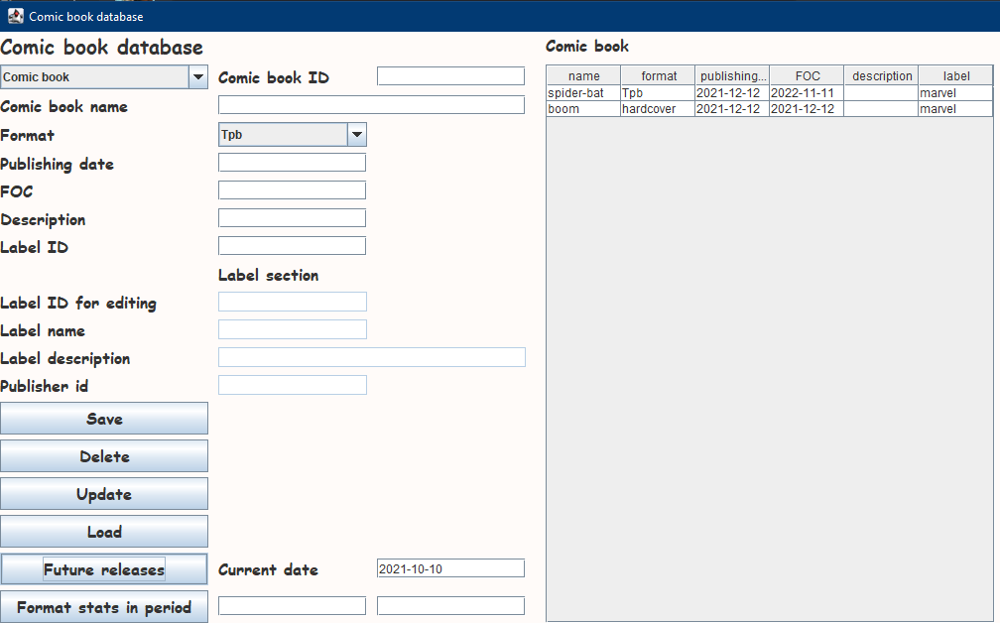 Comic book database
Comic book database
Comic book
Comic book ID
Comic book name
Format
Tpb
Publishing date
FOC
Description
Label ID
Label section
Label ID for editing
Label name
Label description
Publisher id
Save
Delete
Update
Load
Future releases
Current date
2021-10-10
Format stats in period
Comic book
name format publishing... FOC description label
spider-bat Tpb 2021-12-12 2022-11-11 marvel
boom hardcover 2021-12-12 2021-12-12 marvel